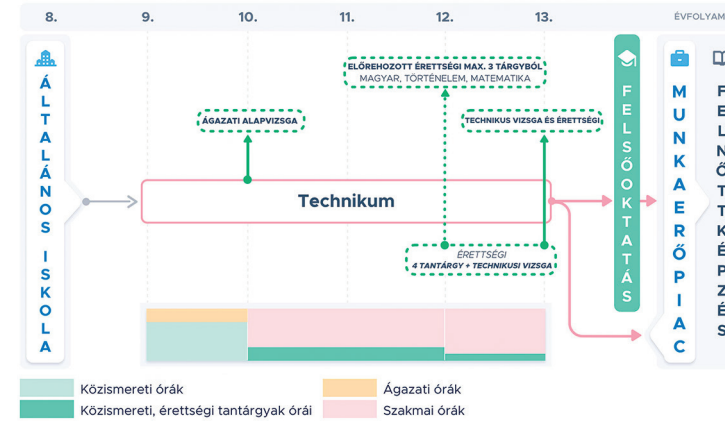 8.
9.
10.
11.
12.
13.
ÉVFOLYAM
ÁLTALÁNOS ISKOLA
ÁGAZATI ALAPVIZSGA
ELŐREHOZOTT ÉRETTSÉGI MAX. 3 TÁRGYBÓL
MAGYAR, TÖRTÉNELEM, MATEMATIKA
TECHNIKUS VIZSGA ÉS ÉRETTSÉGI
Technikum
ÉRETTSÉGI
4 TANTÁRGY + TECHNIKUSI VIZSGA
FELSŐOKTATÁS
MUNKAERŐPIAC
FELNŐTTKÉPZÉS
Közismereti órák
Közismereti, érettségi tantárgyak órái
Ágazati órák
Szakmai órák